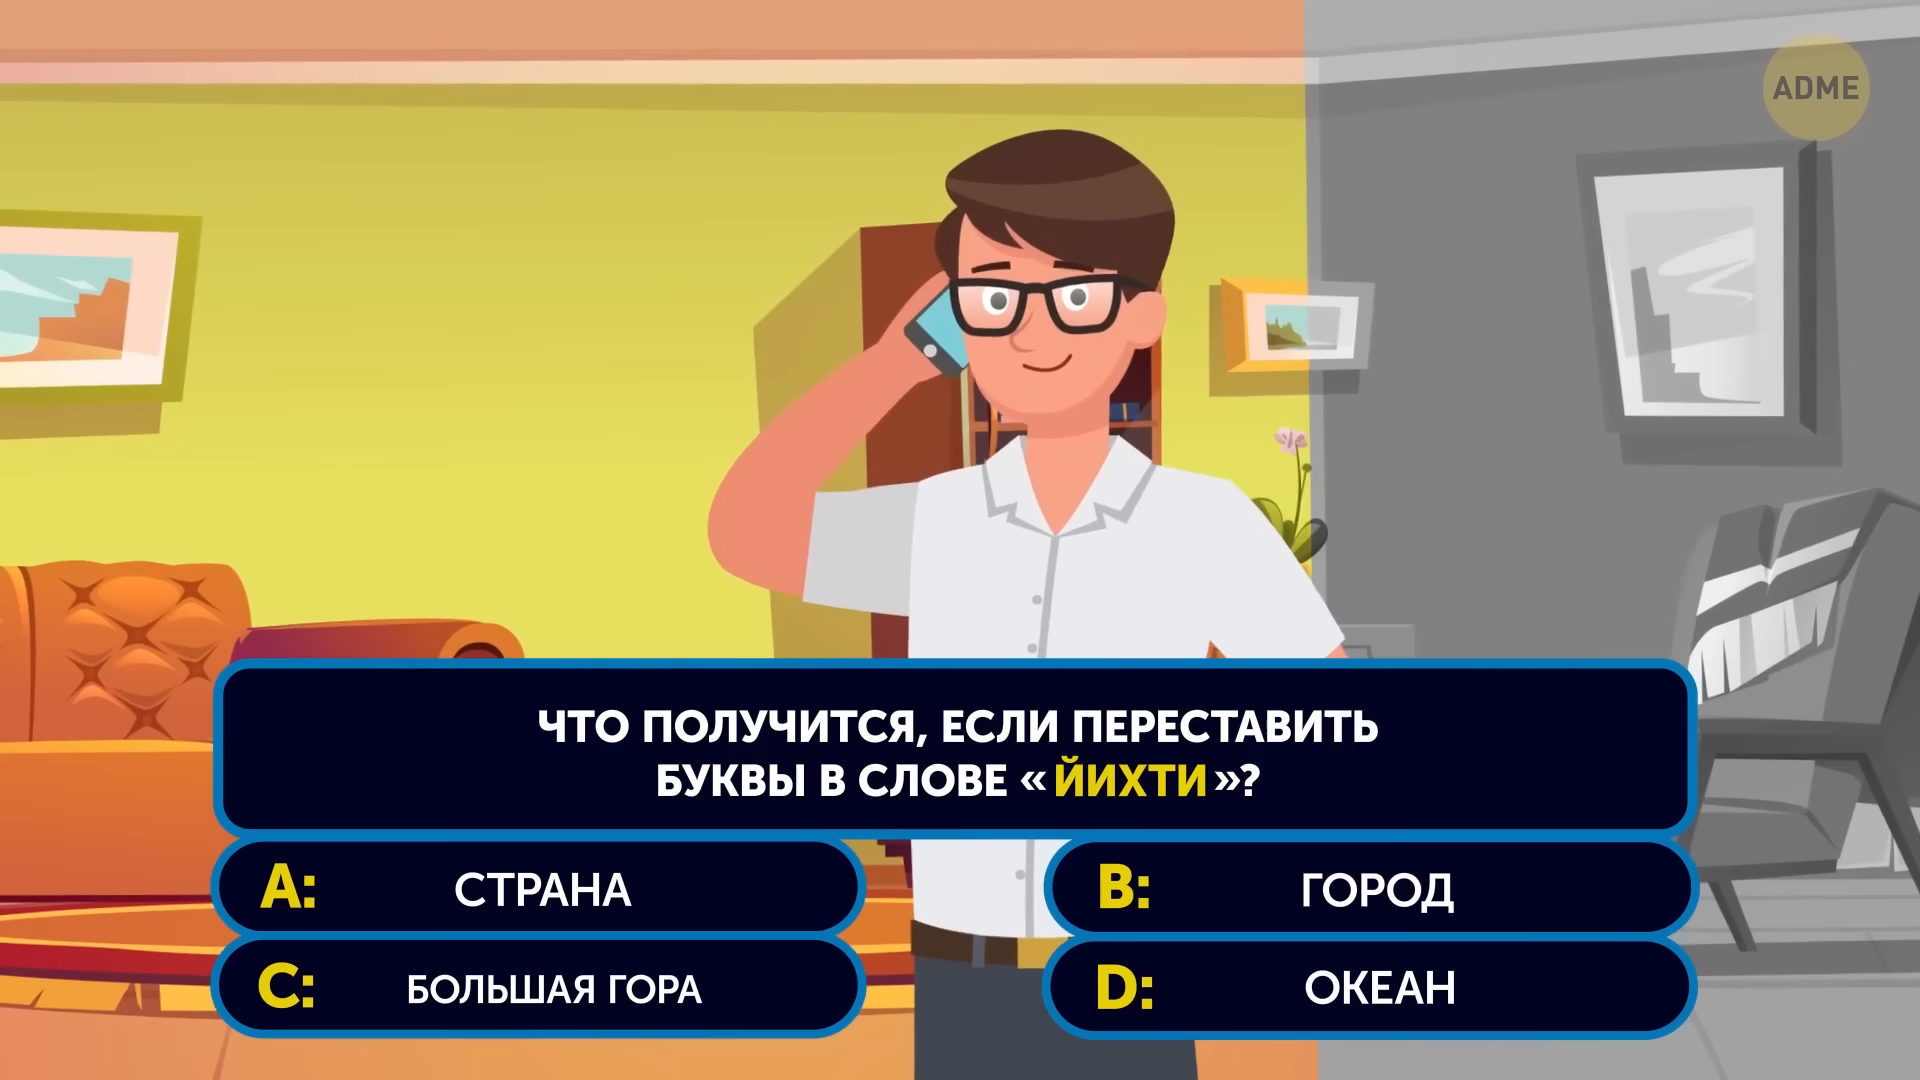 ADME
ЧТО ПОЛУЧИТСЯ, ЕСЛИ ПЕРЕСТАВИТЬ
БУКВЫ В СЛОВЕ «ЙИХТИ»?
A: СТРАНА
B: ГОРОД
C: БОЛЬШАЯ ГОРА
D: ОКЕАН